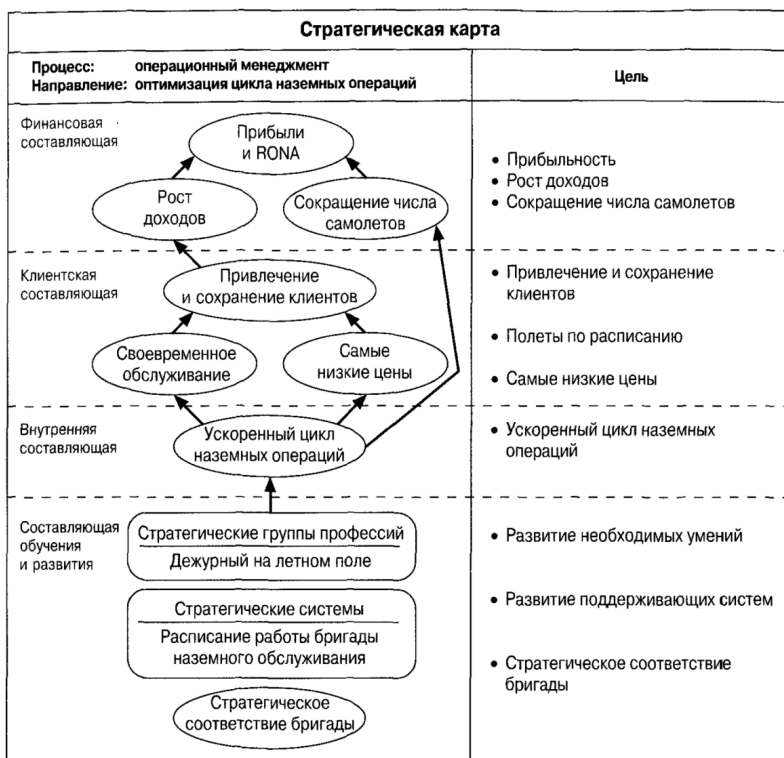 Стратегическая карта
Процесс: операционный менеджмент
Направление: оптимизация цикла наземных операций
Цель
Финансовая
составляющая
Прибыли
и RONA
Рост
доходов
Сокращение числа
самолетов
• Прибыльность
• Рост доходов
• Сокращение числа самолетов
Клиентская
составляющая
Привлечение
и сохранение клиентов
Своевременное
обслуживание
Самые
низкие цены
• Привлечение и сохранение
клиентов
• Полеты по расписанию
• Самые низкие цены
Внутренняя
составляющая
Ускоренный цикл
наземных операций
• Ускоренный цикл наземных
операций
Составляющая
обучения
и развития
Стратегические группы профессий
Дежурный на летном поле
Стратегические системы
Расписание работы бригады
наземного обслуживания
Стратегическое
соответствие бригады
• Развитие необходимых умений
• Развитие поддерживающих систем
• Стратегическое соответствие
бригады